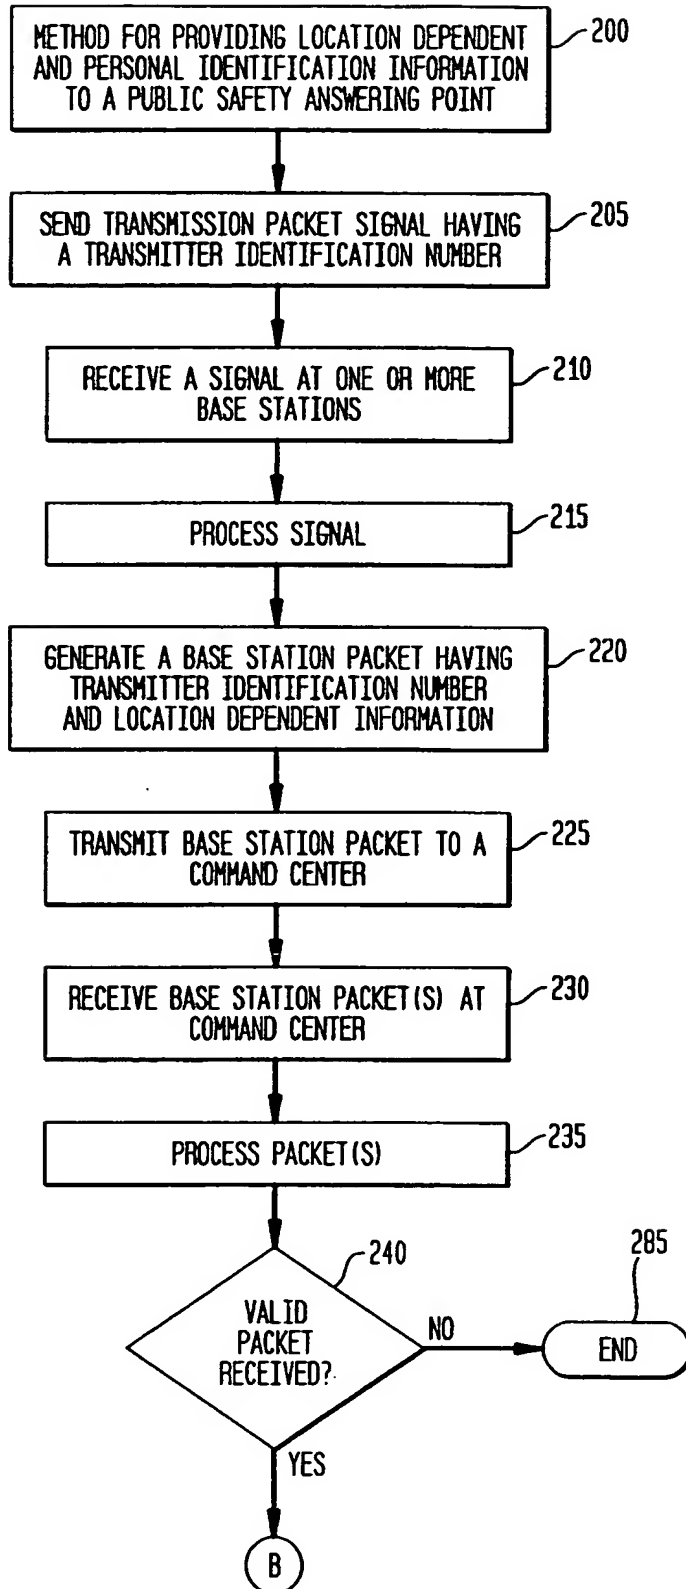 METHOD FOR PROVIDING LOCATION DEPENDENT
AND PERSONAL IDENTIFICATION INFORMATION
TO A PUBLIC SAFETY ANSWERING POINT
200
SEND TRANSMISSION PACKET SIGNAL HAVING
A TRANSMITTER IDENTIFICATION NUMBER
205
RECEIVE A SIGNAL AT ONE OR MORE
BASE STATIONS
210
PROCESS SIGNAL
215
GENERATE A BASE STATION PACKET HAVING
TRANSMITTER IDENTIFICATION NUMBER
AND LOCATION DEPENDENT INFORMATION
220
TRANSMIT BASE STATION PACKET TO A
COMMAND CENTER
225
RECEIVE BASE STATION PACKET(S) AT
COMMAND CENTER
230
PROCESS PACKET(S)
235
VALID
PACKET
RECEIVED?
240
NO
END
285
YES
B